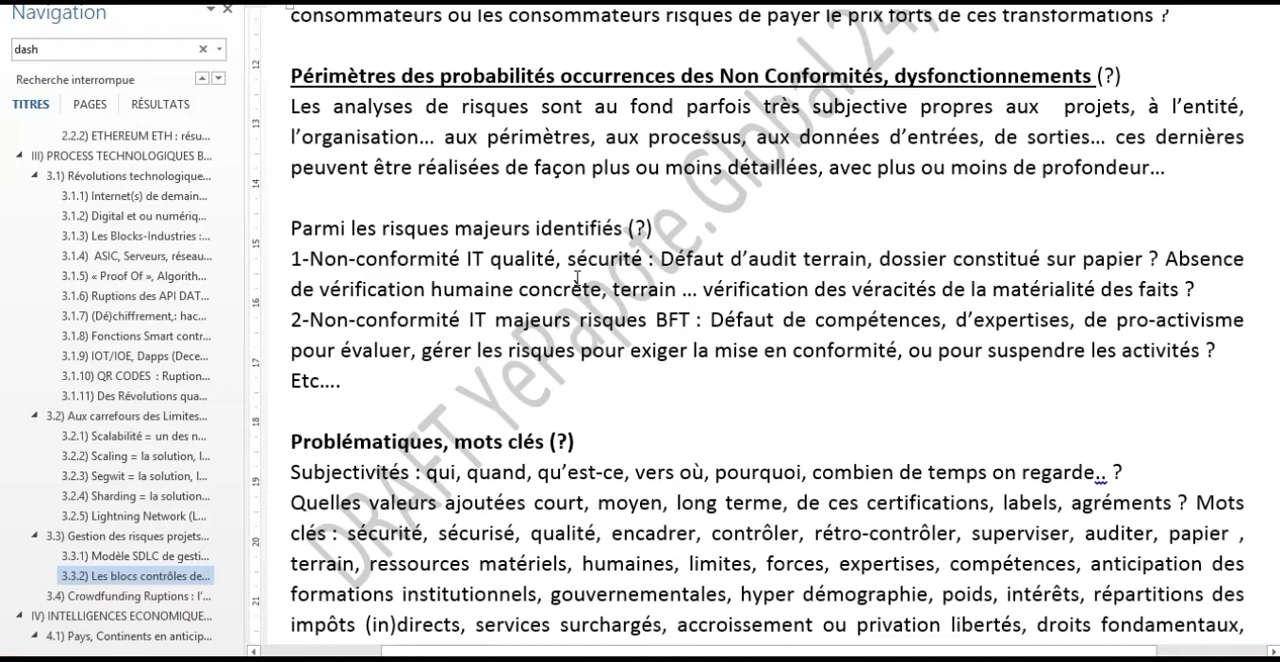 Navigation
dash
Recherche interrompue
TITRES PAGES RÉSULTATS
2.2.2) ETHEREUM ETH : résu...
III) PROCESS TECHNOLOGIQUES B...
3.1) Révolutions technologique...
3.1.1) Internet(s) de demain...
3.1.2) Digital et ou numériq...
3.1.3) Les Blocks-Industries :...
3.1.4) ASIC, Serveurs, réseau...
3.1.5) « Proof Of », Algorith...
3.1.6) Ruptions des API DAT...
3.1.7) (Dé)chiffrement,: hac...
3.1.8) Fonctions Smart contr...
3.1.9) IOT/IOE, Dapps (Dece...
3.1.10) QR CODES : Ruption...
3.1.11) Des Révolutions qua...
3.2) Aux carrefours des Limites...
3.2.1) Scalabilité = un des n...
3.2.2) Scaling = la solution, l...
3.2.3) Segwit = la solution, l...
3.2.4) Sharding = la solution...
3.2.5) Lightning Network (L...
3.3) Gestion des risques projets...
3.3.1) Modèle SDLC de gesti...
3.3.2) Les blocs contrôles de...
3.4) Crowdfunding Ruptions : l'...
IV) INTELLIGENCES ECONOMIQUE...
4.1) Pays, Continents en anticip...
consommateurs ou les consommateurs risques de payer le prix forts de ces transformations ?
Périmètres des probabilités occurrences des Non Conformités, dysfonctionnements (?)
Les analyses de risques sont au fond parfois très subjective propres aux projets, à l'entité,
l'organisation... aux périmètres, aux processus, aux données d'entrées, de sorties... ces dernières
peuvent être réalisées de façon plus ou moins détaillées, avec plus ou moins de profondeur...
Parmi les risques majeurs identifiés (?)
1-Non-conformité IT qualité, sécurité : Défaut d'audit terrain, dossier constitué sur papier ? Absence
de vérification humaine concrète, terrain ... vérification des véracités de la matérialité des faits ?
2-Non-conformité IT majeurs risques BFT : Défaut de compétences, d'expertises, de pro-activisme
pour évaluer, gérer les risques pour exiger la mise en conformité, ou pour suspendre les activités ?
Etc....
Problématiques, mots clés (?)
Subjectivités : qui, quand, qu'est-ce, vers où, pourquoi, combien de temps on regarde.. ?
Quelles valeurs ajoutées court, moyen, long terme, de ces certifications, labels, agréments ? Mots
clés : sécurité, sécurisé, qualité, encadrer, contrôler, rétro-contrôler, superviser, auditer, papier ,
terrain, ressources matériels, humaines, limites, forces, expertises, compétences, anticipation des
formations institutionnels, gouvernementales, hyper démographie, poids, intérêts, répartitions des
impôts (in)directs, services surchargés, accroissement ou privation libertés, droits fondamentaux,
DRAFT YePapote.Global 24,
12
13
14
15
16
17
18
19
20
21